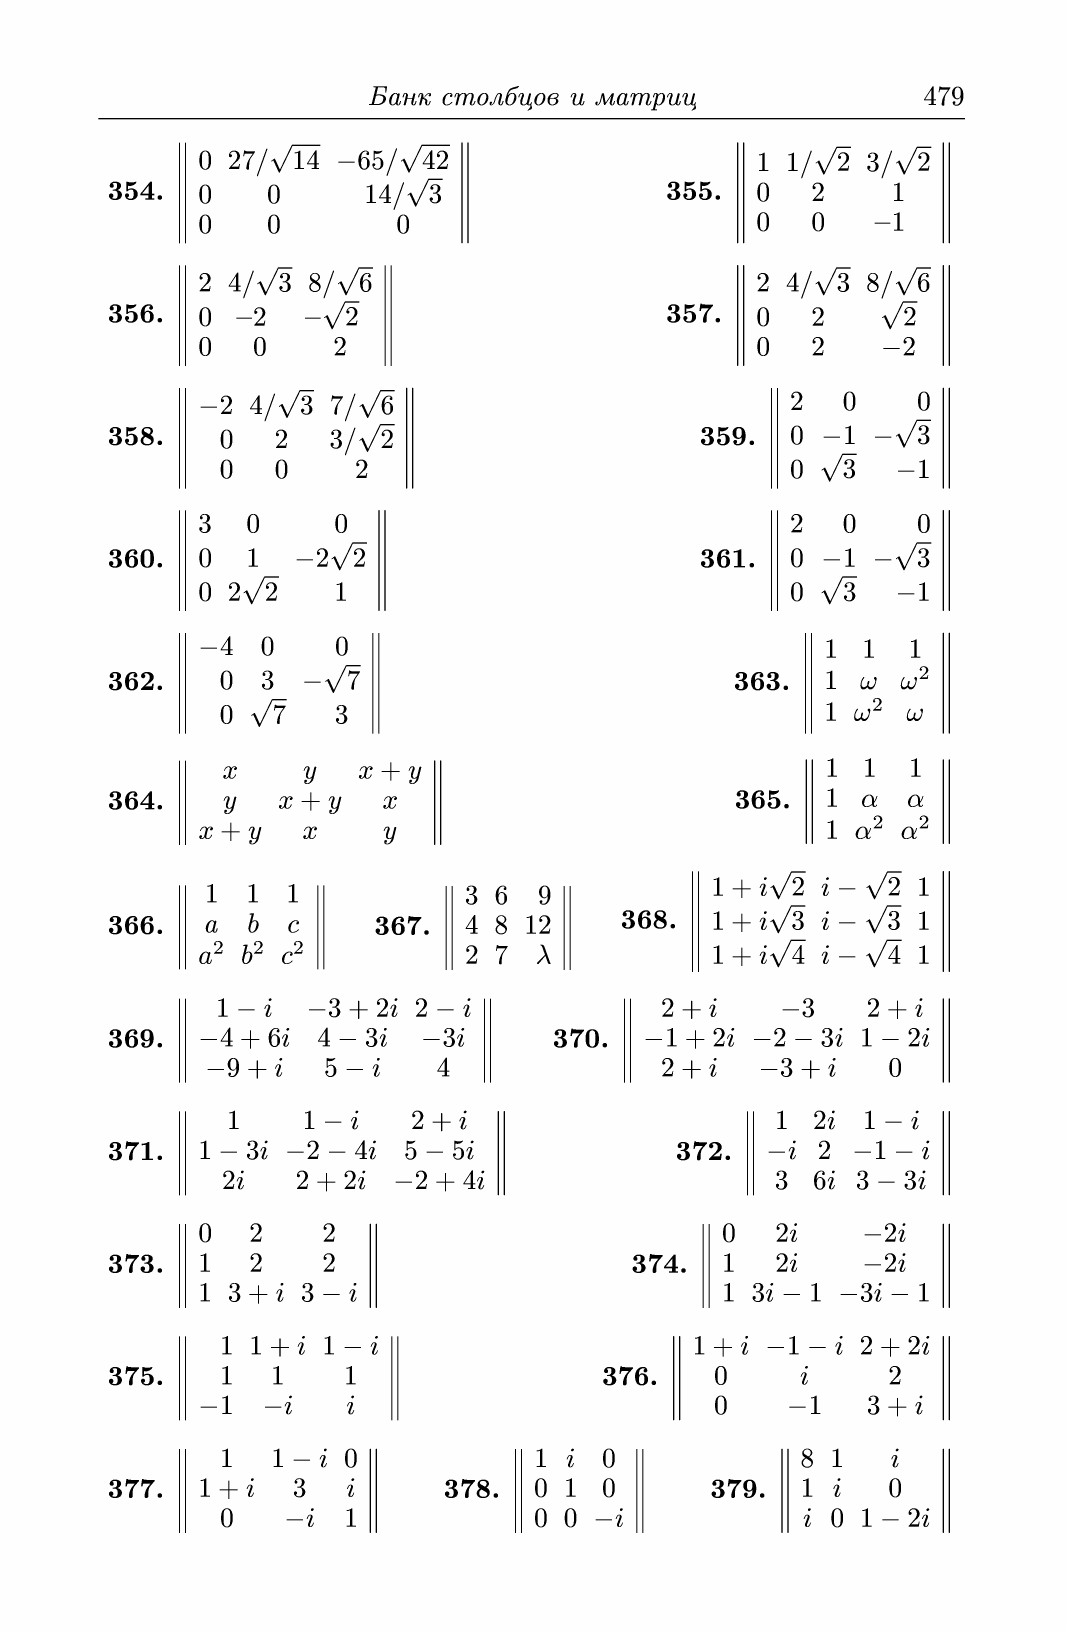 Банк столбцов и матриц 479
354. ‖ 0 27/√14 −65/√42 ‖ 355. ‖ 1 1/√2 3/√2 ‖
0 0 14/√3 0 2 1
0 0 0 0 0 −1
356. ‖ 2 4/√3 8/√6 ‖ 357. ‖ 2 4/√3 8/√6 ‖
0 −2 −√2 0 2 √2
0 0 2 0 2 −2
358. ‖ −2 4/√3 7/√6 ‖ 359. ‖ 2 0 0 ‖
0 2 3/√2 0 −1 −√3
0 0 2 0 √3 −1
360. ‖ 3 0 0 ‖ 361. ‖ 2 0 0 ‖
0 1 −2√2 0 −1 −√3
0 2√2 1 0 √3 −1
362. ‖ −4 0 0 ‖ 363. ‖ 1 1 1 ‖
0 3 −√7 1 ω ω²
0 √7 3 1 ω² ω
364. ‖ x y x + y ‖ 365. ‖ 1 1 1 ‖
y x + y x 1 α α
x + y x y 1 α² α²
366. ‖ 1 1 1 ‖ 367. ‖ 3 6 9 ‖ 368. ‖ 1 + i√2 i − √2 1 ‖
a b c 4 8 12 1 + i√3 i − √3 1
a² b² c² 2 7 λ 1 + i√4 i − √4 1
369. ‖ 1 − i −3 + 2i 2 − i ‖ 370. ‖ 2 + i −3 2 + i ‖
−4 + 6i 4 − 3i −3i −1 + 2i −2 − 3i 1 − 2i
−9 + i 5 − i 4 2 + i −3 + i 0
371. ‖ 1 1 − i 2 + i ‖ 372. ‖ 1 2i 1 − i ‖
1 − 3i −2 − 4i 5 − 5i −i 2 −1 − i
2i 2 + 2i −2 + 4i 3 6i 3 − 3i
373. ‖ 0 2 2 ‖ 374. ‖ 0 2i −2i ‖
1 2 2 1 2i −2i
1 3 + i 3 − i 1 3i − 1 −3i − 1
375. ‖ 1 1 + i 1 − i ‖ 376. ‖ 1 + i −1 − i 2 + 2i ‖
1 1 1 0 i 2
−1 −i i 0 −1 3 + i
377. ‖ 1 1 − i 0 ‖ 378. ‖ 1 i 0 ‖ 379. ‖ 8 1 i ‖
1 + i 3 i 0 1 0 1 i 0
0 −i 1 0 0 −i i 0 1 − 2i